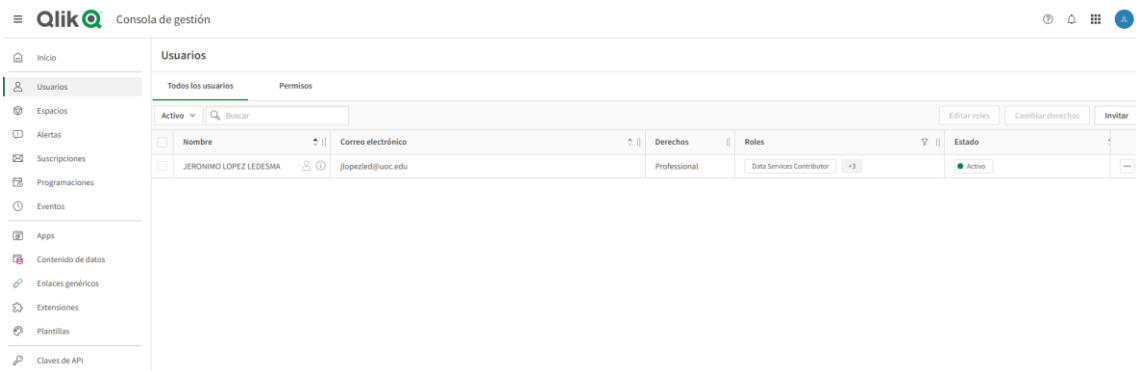 Qlik Consola de gestión
Inicio
Usuarios
Espacios
Alertas
Suscripciones
Programaciones
Eventos
Apps
Contenido de datos
Enlaces genéricos
Extensiones
Plantillas
Claves de API
Usuarios
Todos los usuarios Permisos
Activo Buscar Editar roles Cambiar derechos Invitar
Nombre Correo electrónico Derechos Roles Estado
JERONIMO LOPEZ LEDESMA jlopezled@uoc.edu Professional Data Services Contributor +3 Activo